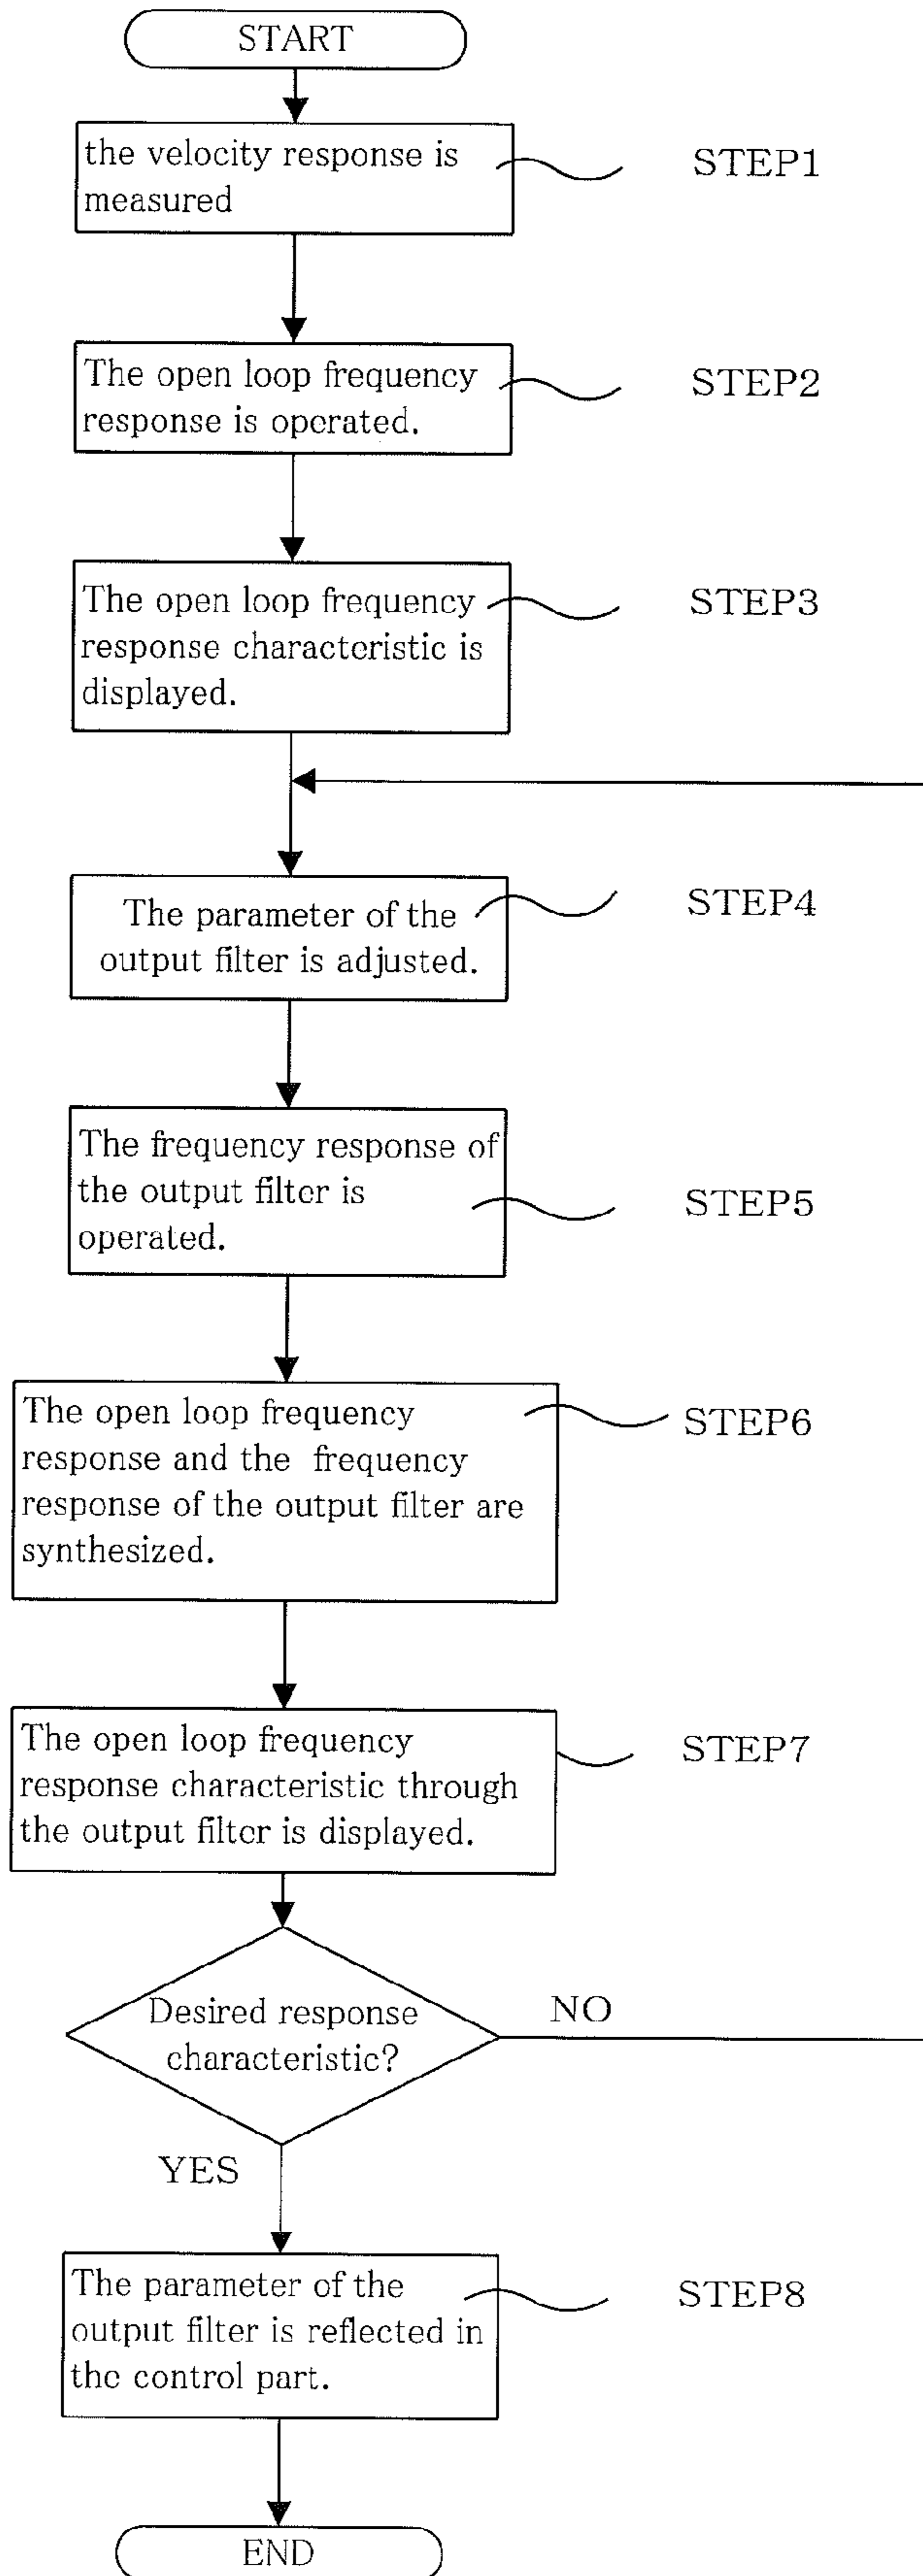 START
the velocity response is
measured
STEP1
The open loop frequency
response is operated.
STEP2
The open loop frequency
response characteristic is
displayed.
STEP3
The parameter of the
output filter is adjusted.
STEP4
The frequency response of
the output filter is
operated.
STEP5
The open loop frequency
response and the frequency
response of the output filter are
synthesized.
STEP6
The open loop frequency
response characteristic through
the output filter is displayed.
STEP7
Desired response
characteristic?
NO
YES
The parameter of the
output filter is reflected in
the control part.
STEP8
END